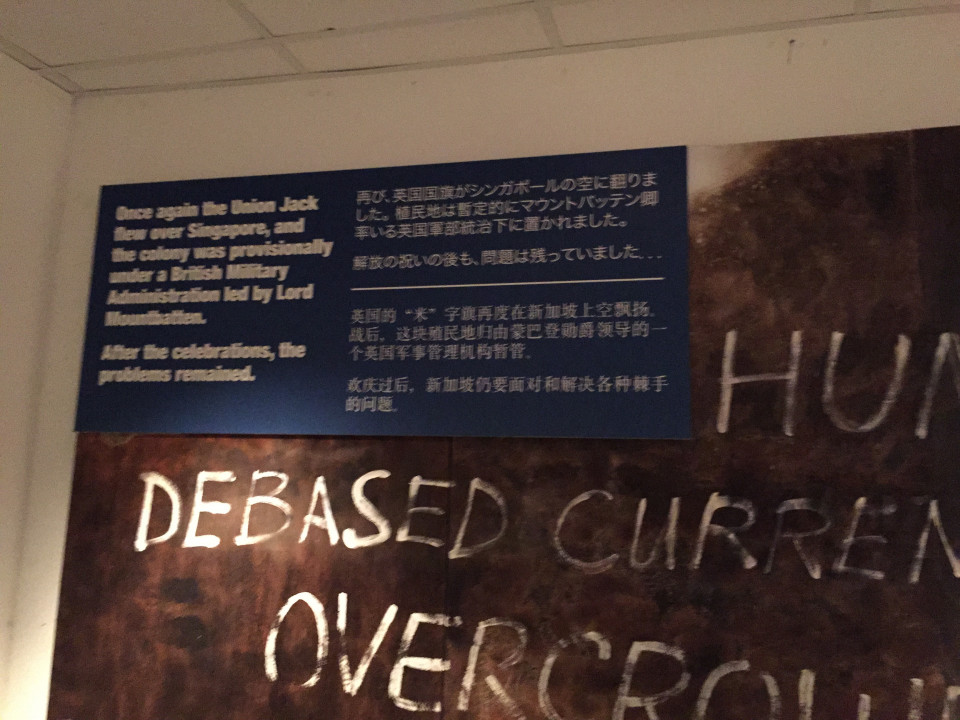 Once again the Union Jack
flew over Singapore, and
the colony was provisionally
under a British Military
Administration led by Lord
Mountbatten.
After the celebrations, the
problems remained.
再び、英国国旗がシンガポールの空に翻りま
した。植民地は暫定的にマウントバッテン卿
率いる英国軍部統治下に置かれました。
解放の祝いの後も、問題は残っていました...
英国的 “米” 字旗再度在新加坡上空飘扬。
战后，这块殖民地归由蒙巴登勋爵领导的一
个英国军事管理机构暂管。
欢庆过后，新加坡仍要面对和解决各种棘手
的问题。
HUN
DEBASED CURREN
OVERCROW